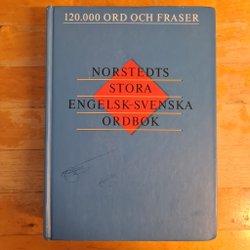 120.000 ORD OCH FRASER
NORSTEDTS
STORA
ENGELSK-SVENSKA
ORDBOK